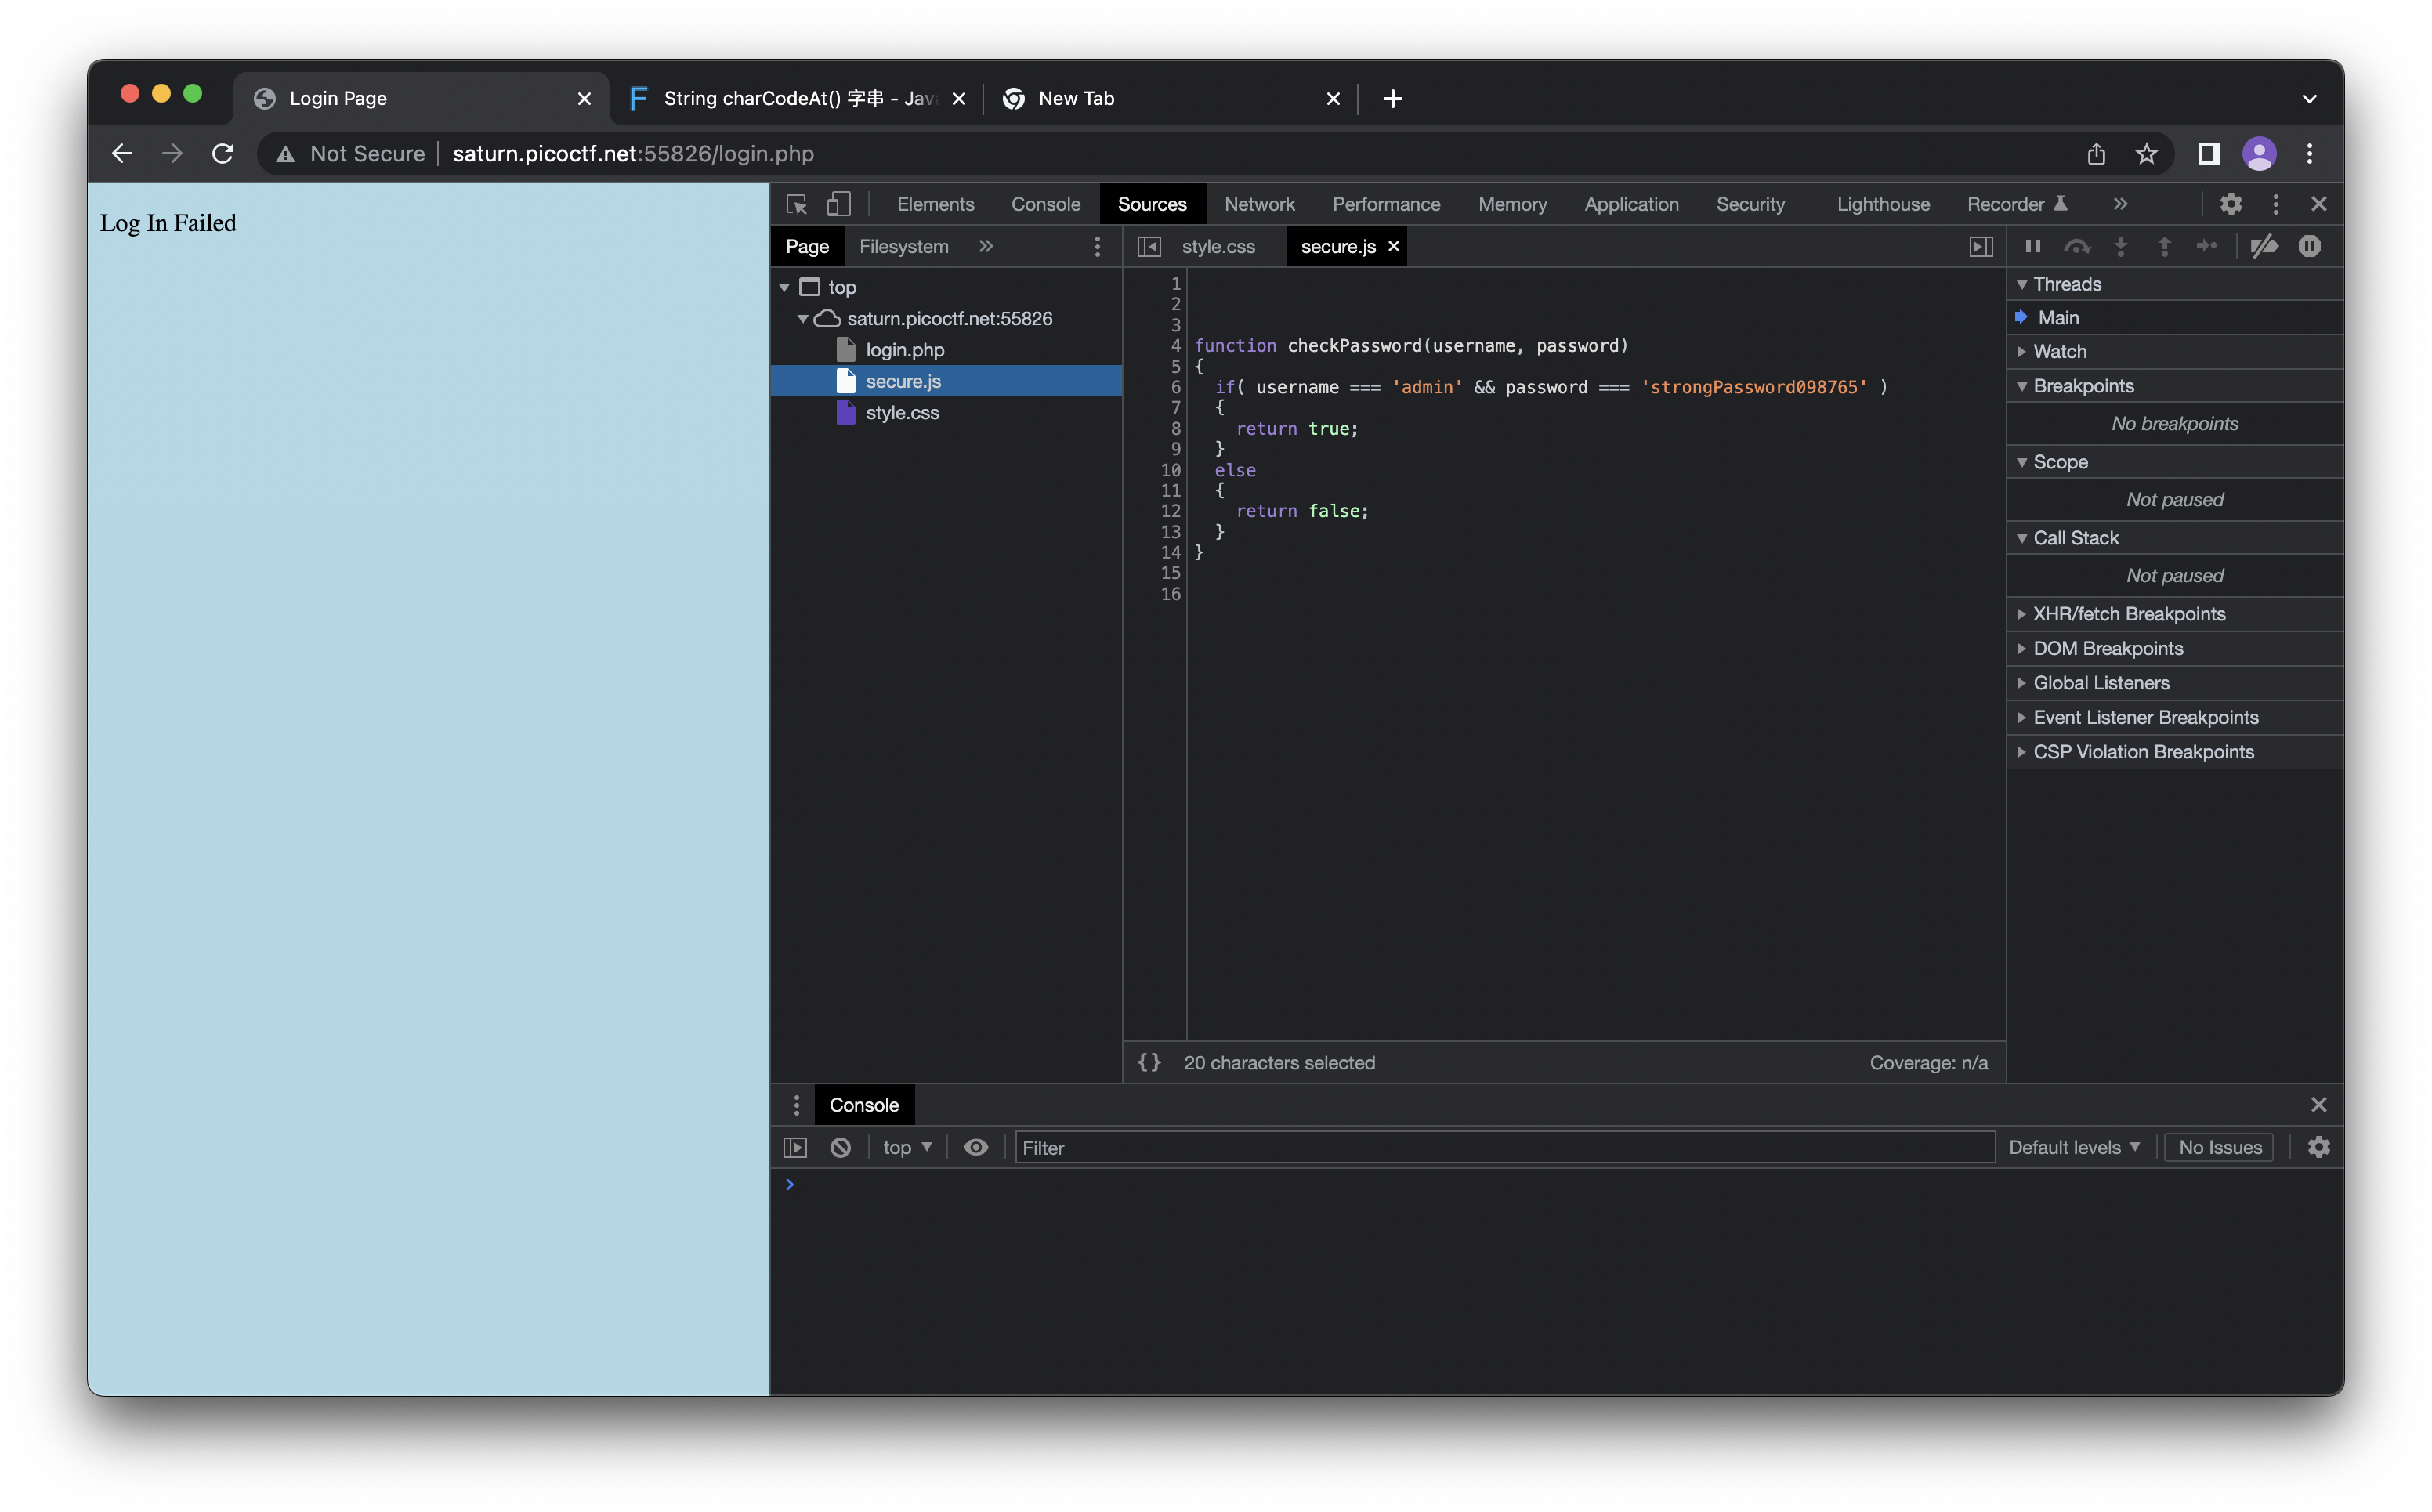 Login Page
String charCodeAt() 字串 - Jav
New Tab
Not Secure
saturn.picoctf.net:55826/login.php
Log In Failed
Elements Console Sources Network Performance Memory Application Security Lighthouse Recorder
Page Filesystem
style.css secure.js
top
saturn.picoctf.net:55826
login.php
secure.js
style.css
1
2
3
4 function checkPassword(username, password)
5 {
6 if( username === 'admin' && password === 'strongPassword098765' )
7 {
8 return true;
9 }
10 else
11 {
12 return false;
13 }
14 }
15
16
{} 20 characters selected
Coverage: n/a
Threads
Main
Watch
Breakpoints
No breakpoints
Scope
Not paused
Call Stack
Not paused
XHR/fetch Breakpoints
DOM Breakpoints
Global Listeners
Event Listener Breakpoints
CSP Violation Breakpoints
Console
top
Filter
Default levels
No Issues